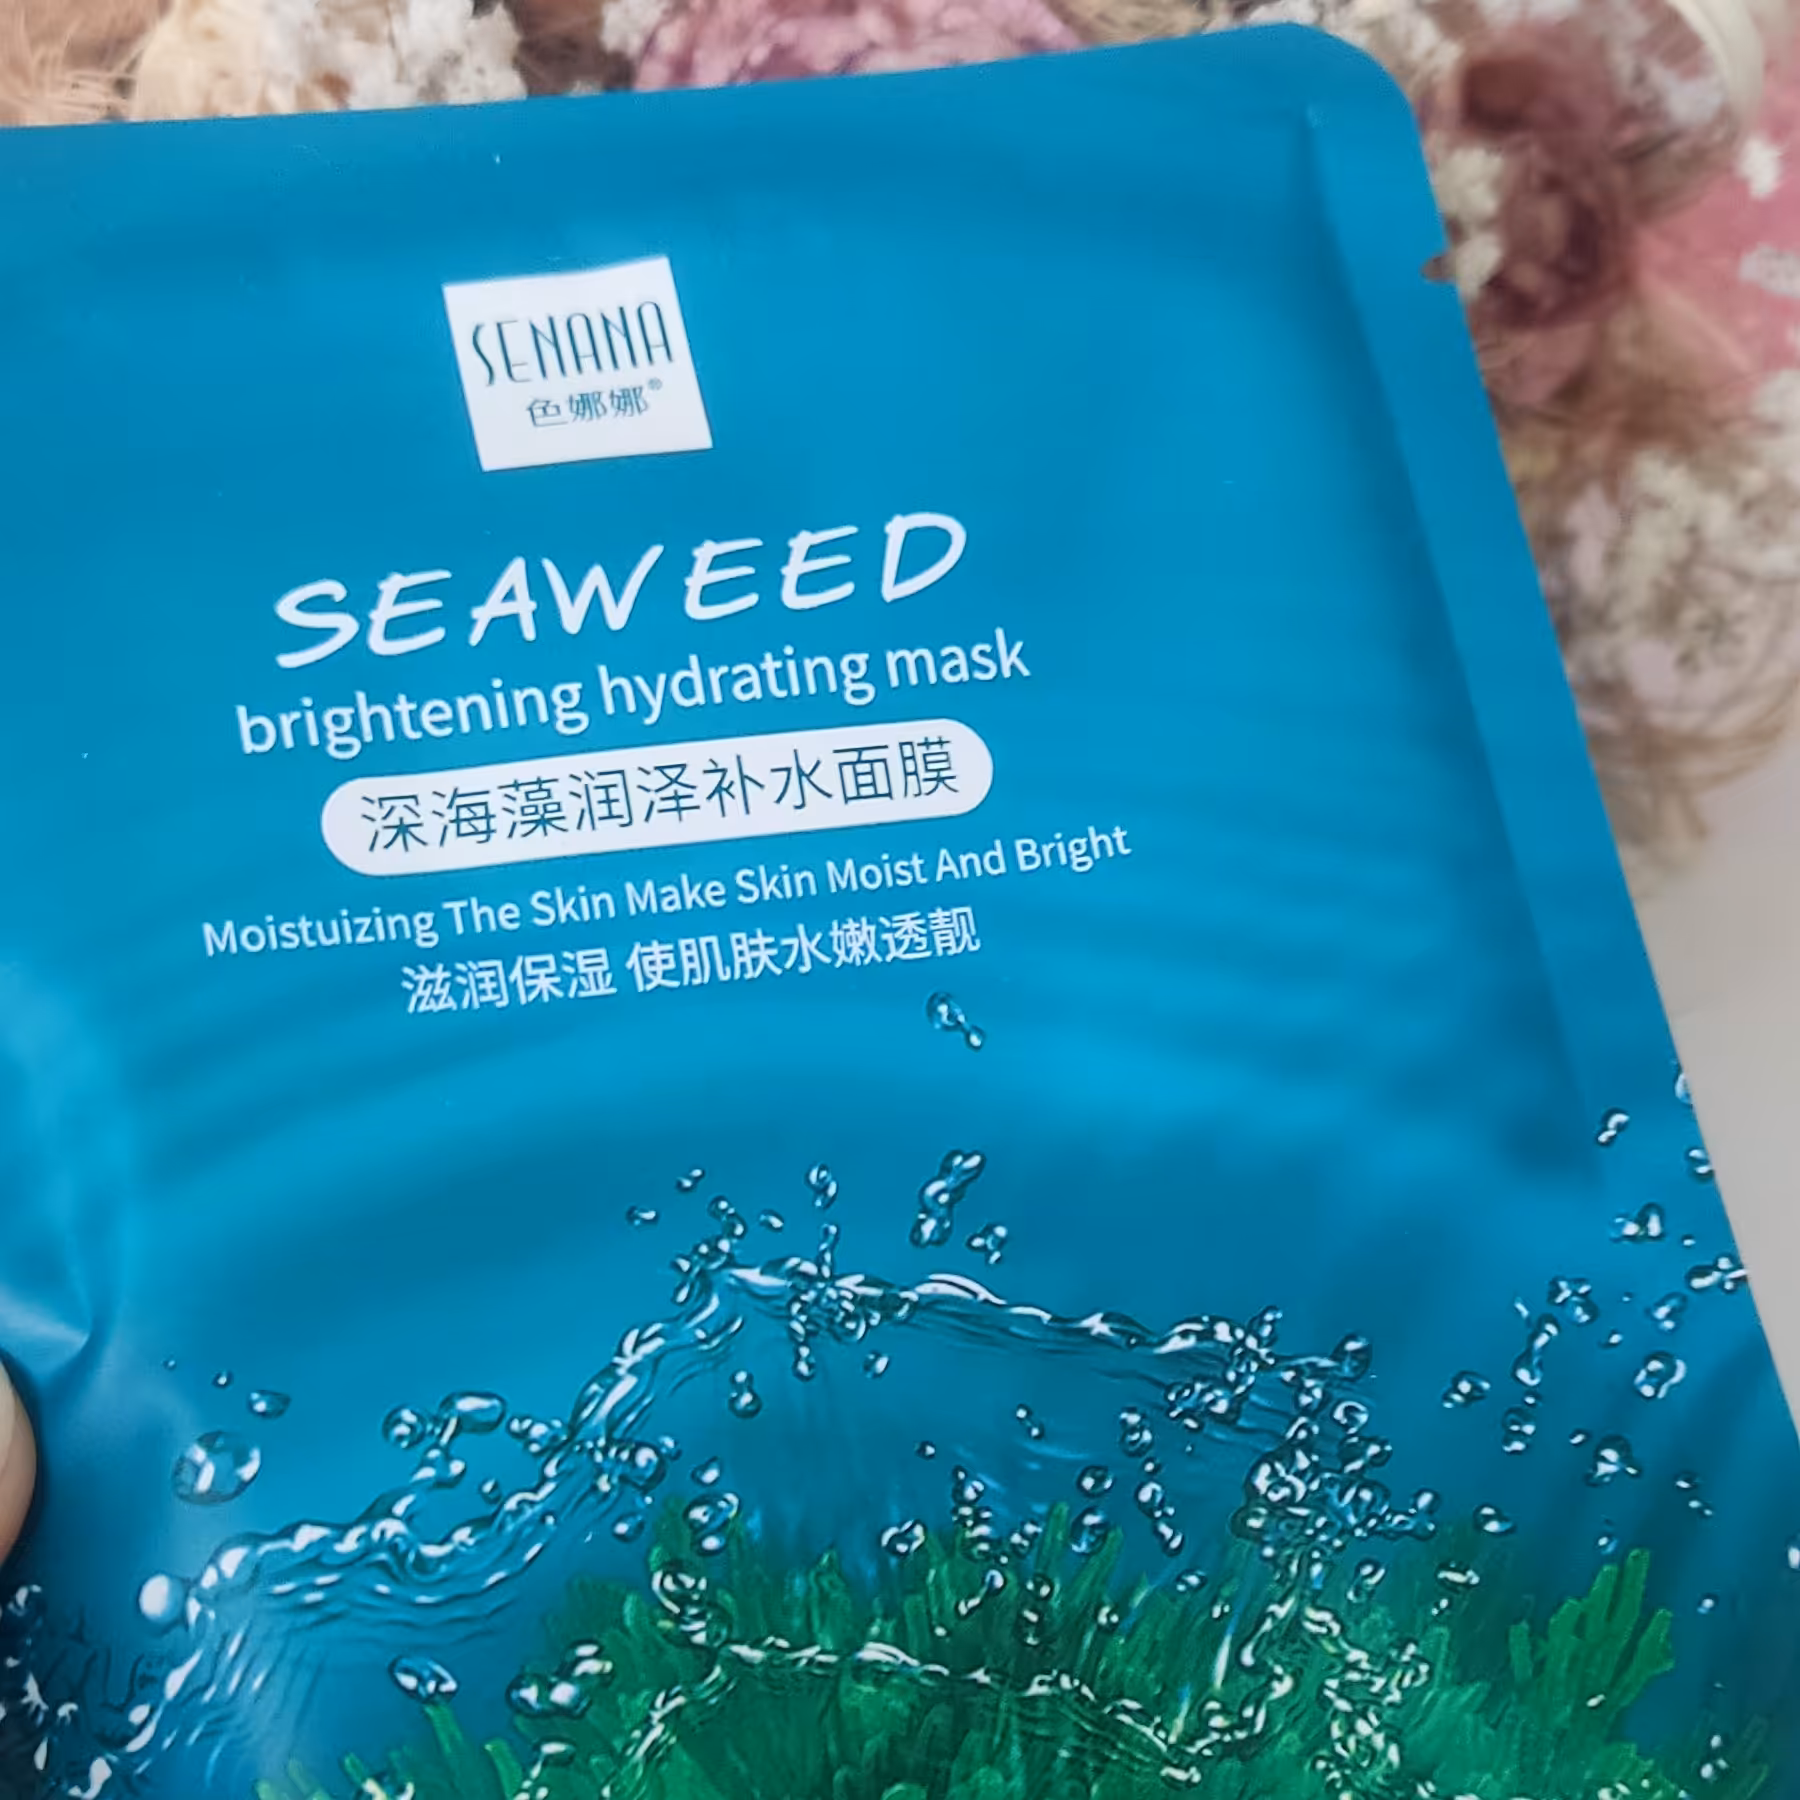 SENANA
色娜娜®
SEAWEED
brightening hydrating mask
深海藻润泽补水面膜
Moistuizing The Skin Make Skin Moist And Bright
滋润保湿 使肌肤水嫩透靓